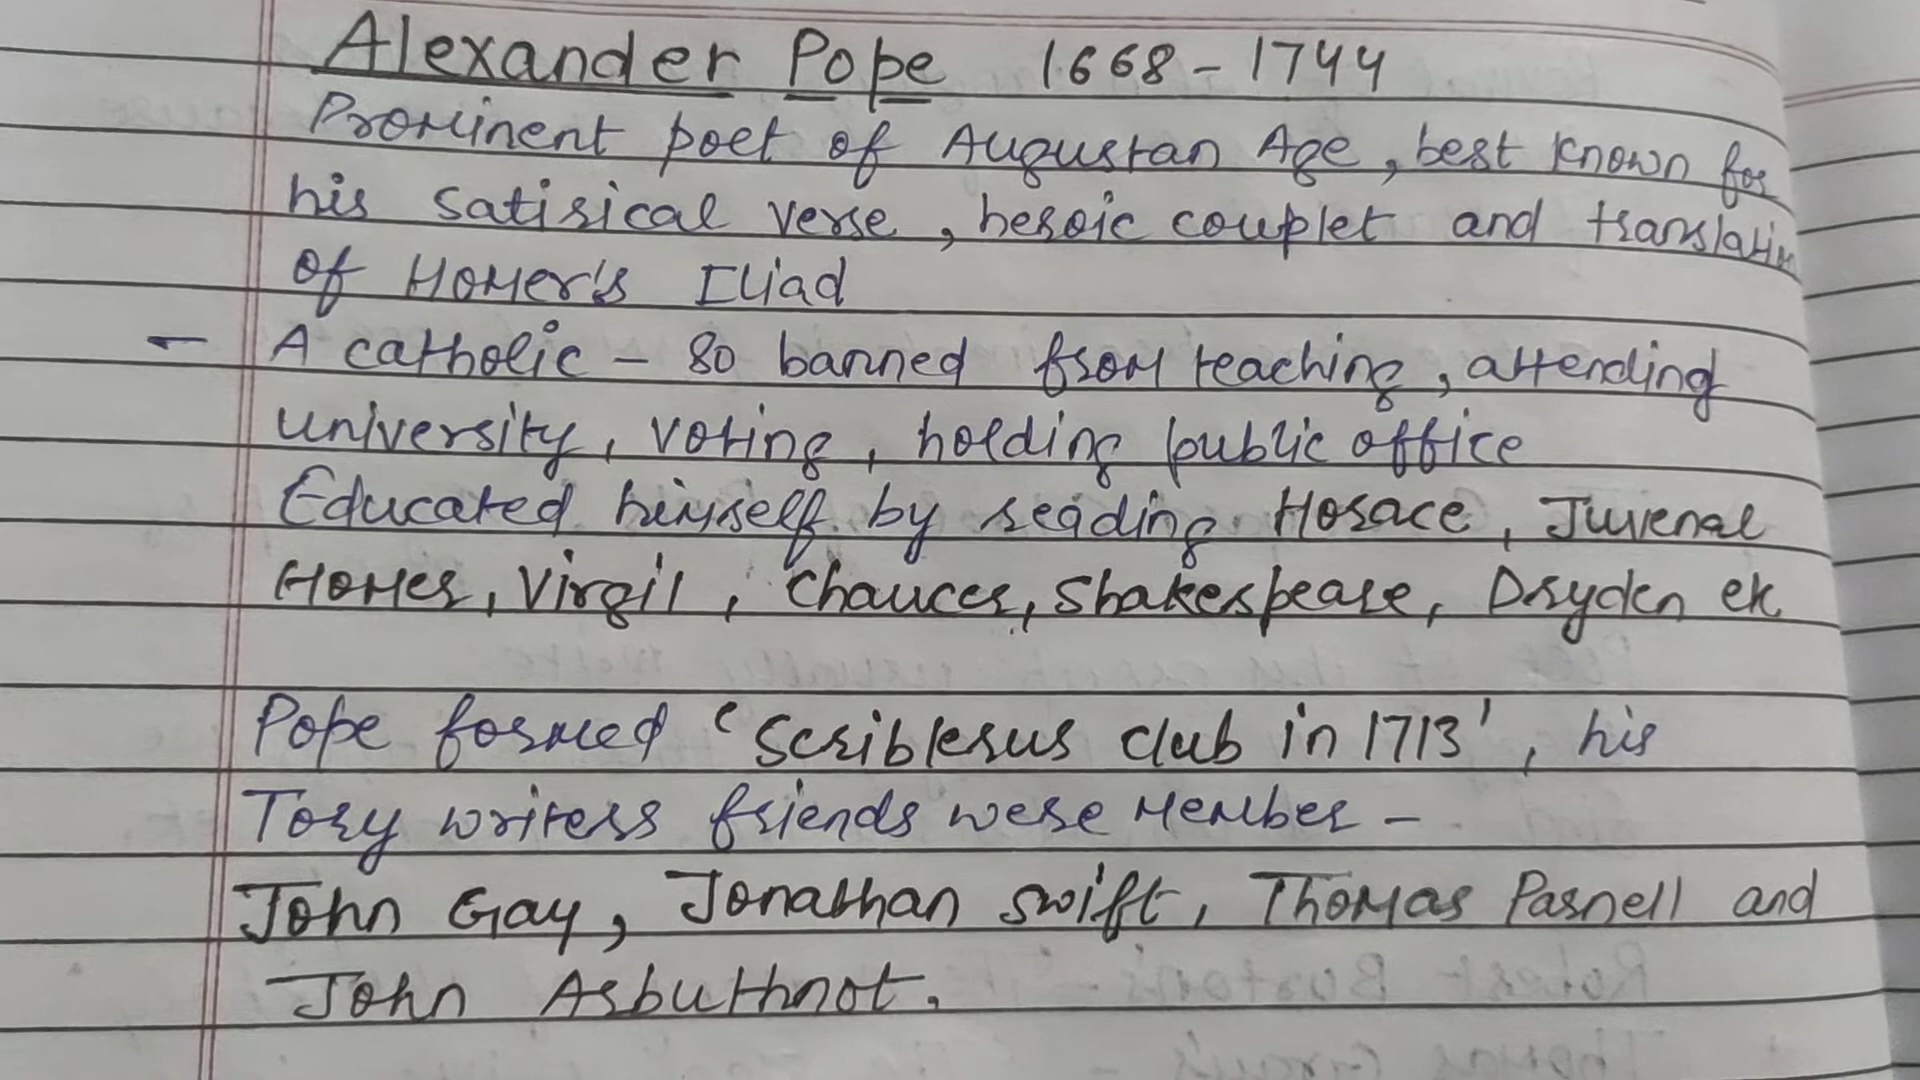 Alexander Pope 1668-1744
Prominent poet of Augustan Age, best known for
his satirical verse, heroic couplet and translation
of Homer's Iliad
- A catholic - so banned from teaching, attending
university, voting, holding public office
Educated himself by reading Horace, Juvenal
Homer, Virgil, Chaucer, Shakespeare, Dryden etc
Pope formed 'Scriblerus club in 1713', his
Tory writers friends were member -
John Gay, Jonathan swift, Thomas Parnell and
John Arbuthnot.